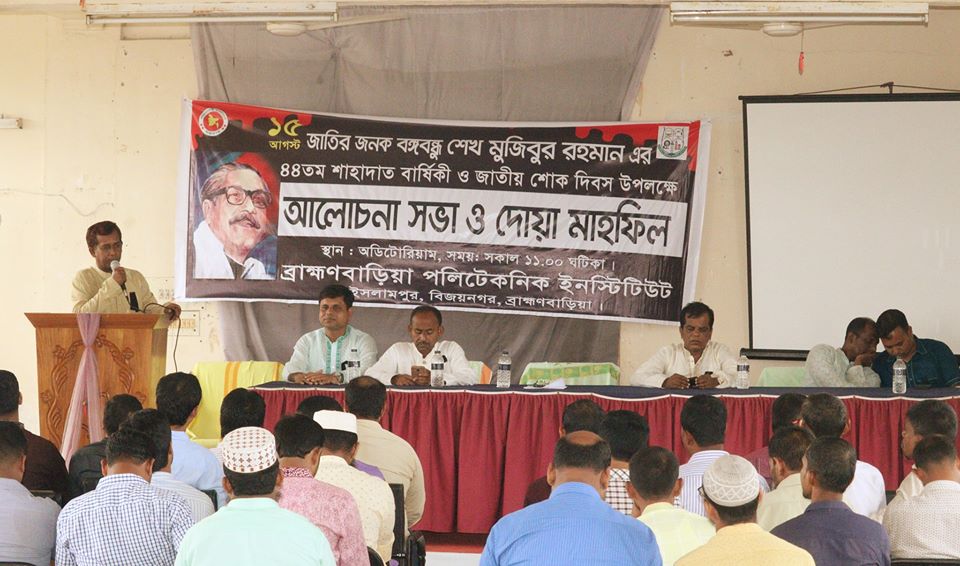 ১৫
আগস্ট
জাতির জনক বঙ্গবন্ধু শেখ মুজিবুর রহমান এর
৪৪তম শাহাদাত বার্ষিকী ও জাতীয় শোক দিবস উপলক্ষে
আলোচনা সভা ও দোয়া মাহফিল
স্থান : অডিটোরিয়াম, সময়: সকাল ১১:০০ ঘটিকা।
ব্রাহ্মণবাড়িয়া পলিটেকনিক ইনস্টিটিউট
ইসলামপুর, বিজয়নগর, ব্রাহ্মণবাড়িয়া।